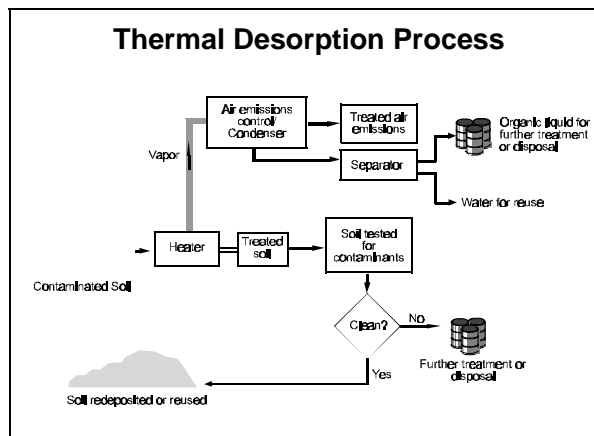 Thermal Desorption Process
Air emissions
control/
Condenser
Treated air
emissions
Organic liquid for
further treatment
or disposal
Vapor
Separator
Water for reuse
Heater
Treated
soil
Soil tested
for
contaminants
Contaminated Soil
Clean?
No
Further treatment or
disposal
Yes
Soil redeposited or reused